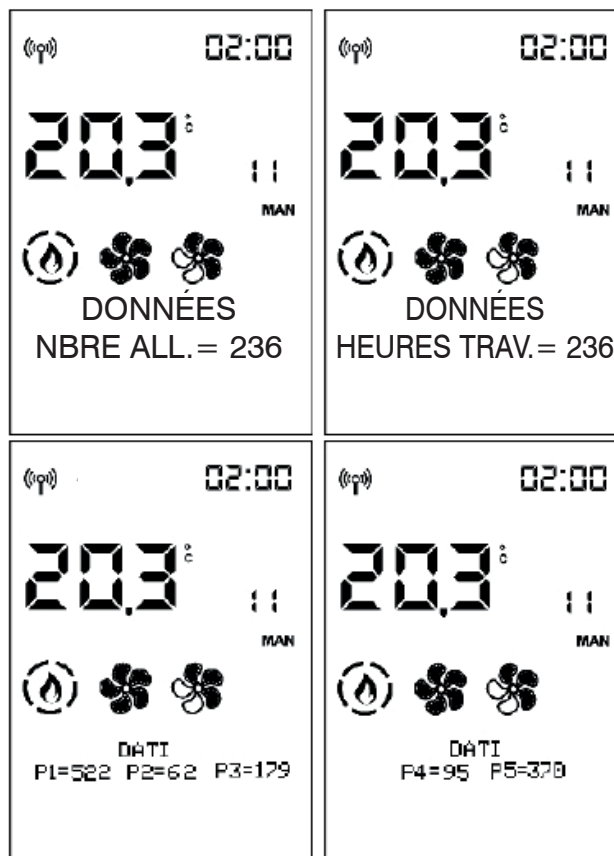 02:00
20.3 °C
11
MAN
DONNÉES
NBRE ALL.= 236
02:00
20.3 °C
11
MAN
DONNÉES
HEURES TRAV.= 236
02:00
20.3 °C
11
MAN
DATI
P1=522 P2=62 P3=179
02:00
20.3 °C
11
MAN
DATI
P4=95 P5=370